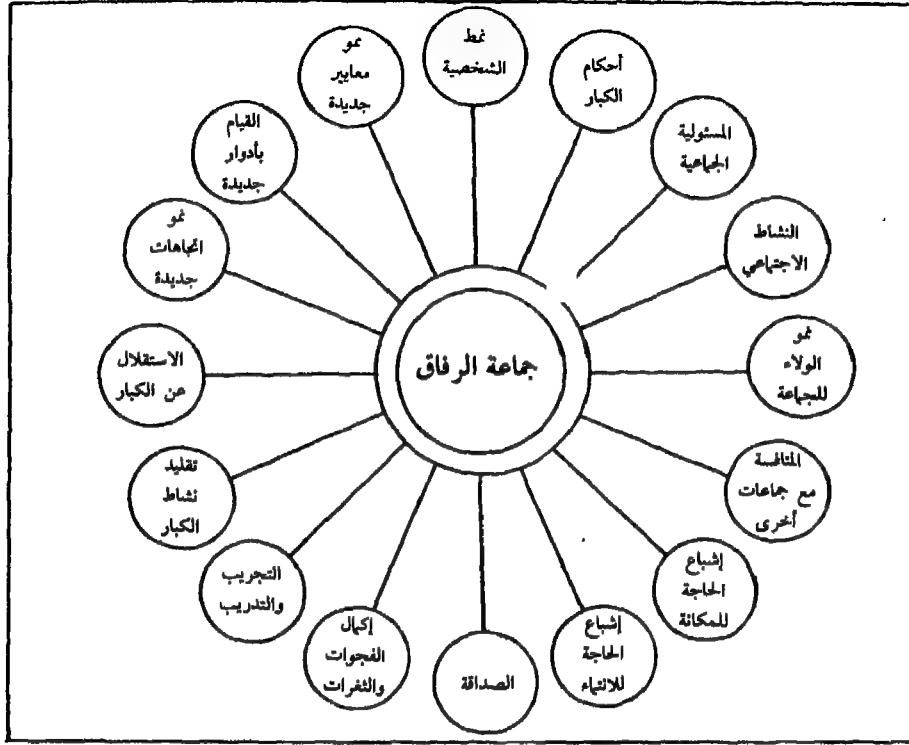 نمط
الشخصية
أحكام
الكبار
المسئولية
الجماعية
النشاط
الاجتماعي
نمو
الولاء
للجماعة
المنافسة
مع جماعات
أخرى
إشباع
الحاجة
للمكانة
إشباع
الحاجة
للانتماء
الصداقة
إكمال
الفجوات
والثغرات
التجريب
والتدريب
تقليد
نشاط
الكبار
الاستقلال
عن الكبار
نمو
اتجاهات
جديدة
القيام
بأدوار
جديدة
نمو
معايير
جديدة
جماعة الرفاق